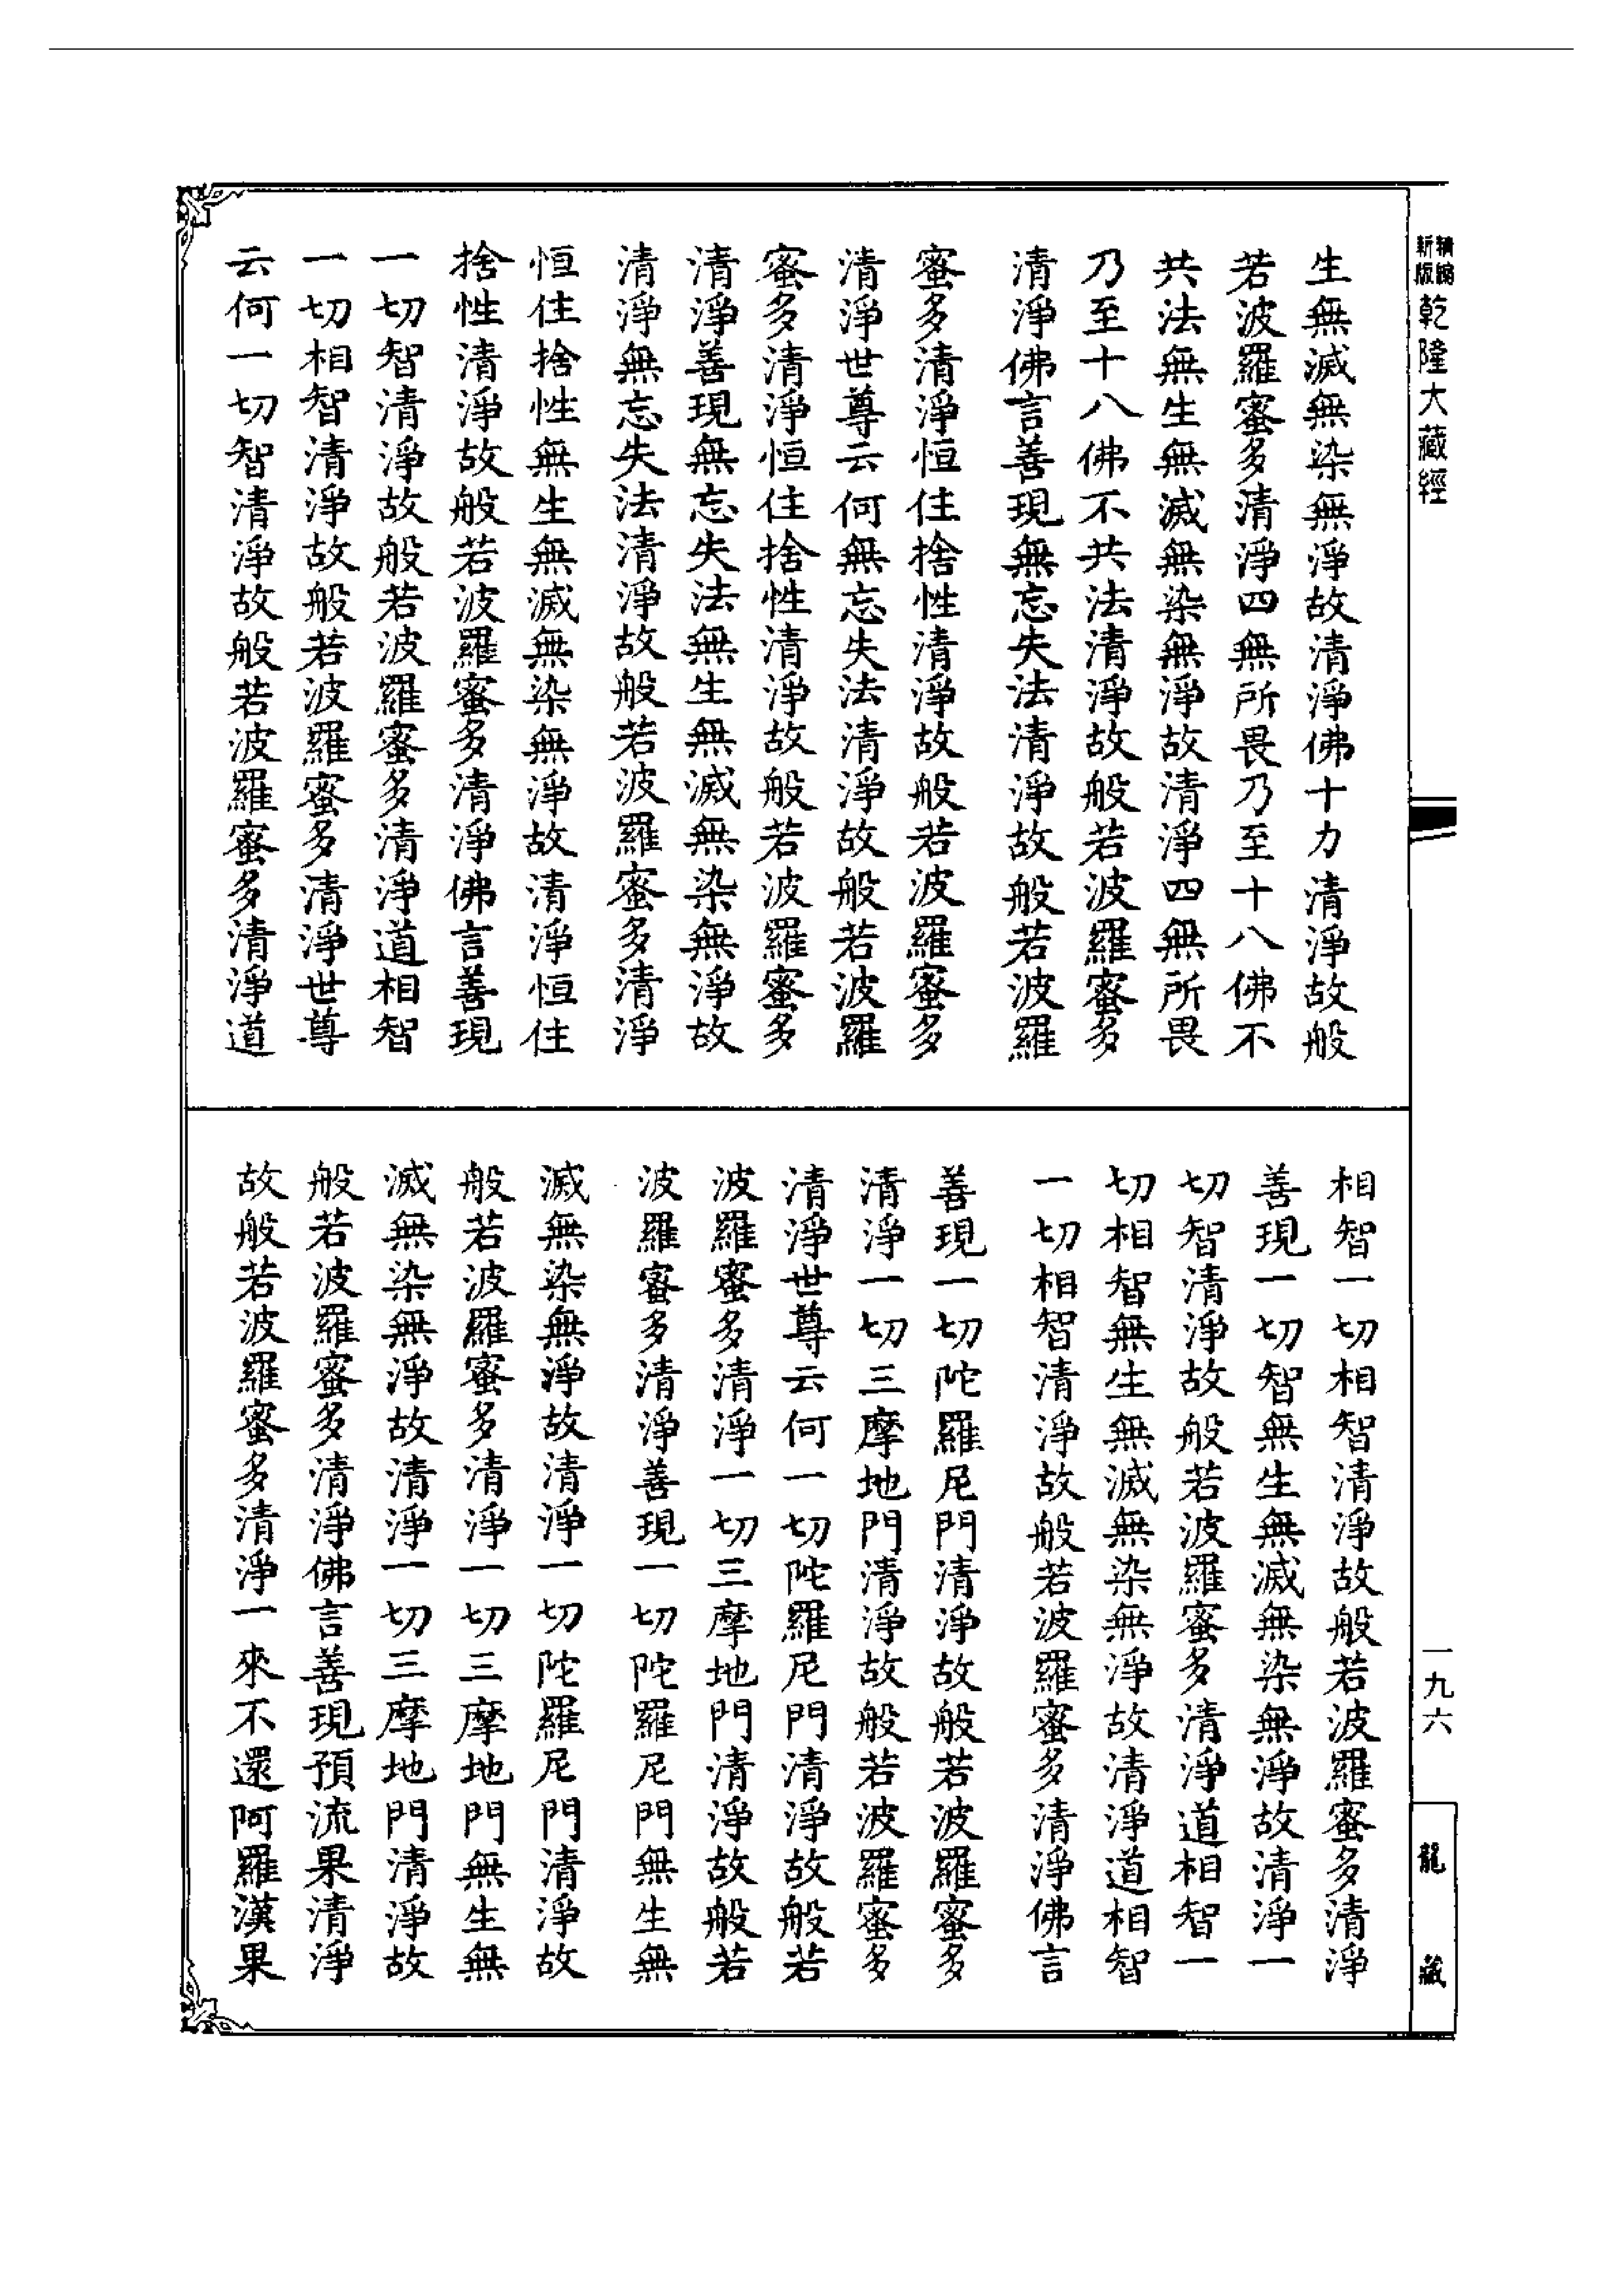 新版精編乾隆大藏經
生無滅無染無淨故清淨佛十力清淨故般
若波羅蜜多清淨四無所畏乃至十八佛不
共法無生無滅無染無淨故清淨四無所畏
乃至十八佛不共法清淨故般若波羅蜜多
清淨佛言善現無忘失法清淨故般若波羅
蜜多清淨恒住捨性清淨故般若波羅蜜多
清淨世尊云何無忘失法清淨故般若波羅
蜜多清淨恒住捨性清淨故般若波羅蜜多
清淨善現無忘失法無生無滅無染無淨故
清淨無忘失法清淨故般若波羅蜜多清淨
恒住捨性無生無滅無染無淨故清淨恒住
捨性清淨故般若波羅蜜多清淨佛言善現
一切智清淨故般若波羅蜜多清淨道相智
一切相智清淨故般若波羅蜜多清淨世尊
云何一切智清淨故般若波羅蜜多清淨道
相智一切相智清淨故般若波羅蜜多清淨
善現一切智無生無滅無染無淨故清淨一
切智清淨故般若波羅蜜多清淨道相智一
切相智無生無滅無染無淨故清淨道相智
一切相智清淨故般若波羅蜜多清淨佛言
善現一切陀羅尼門清淨故般若波羅蜜多
清淨一切三摩地門清淨故般若波羅蜜多
清淨世尊云何一切陀羅尼門清淨故般若
波羅蜜多清淨一切三摩地門清淨故般若
波羅蜜多清淨善現一切陀羅尼門無生無
滅無染無淨故清淨一切陀羅尼門清淨故
般若波羅蜜多清淨一切三摩地門無生無
滅無染無淨故清淨一切三摩地門清淨故
般若波羅蜜多清淨佛言善現預流果清淨
故般若波羅蜜多清淨一來不還阿羅漢果
一九六
龍藏